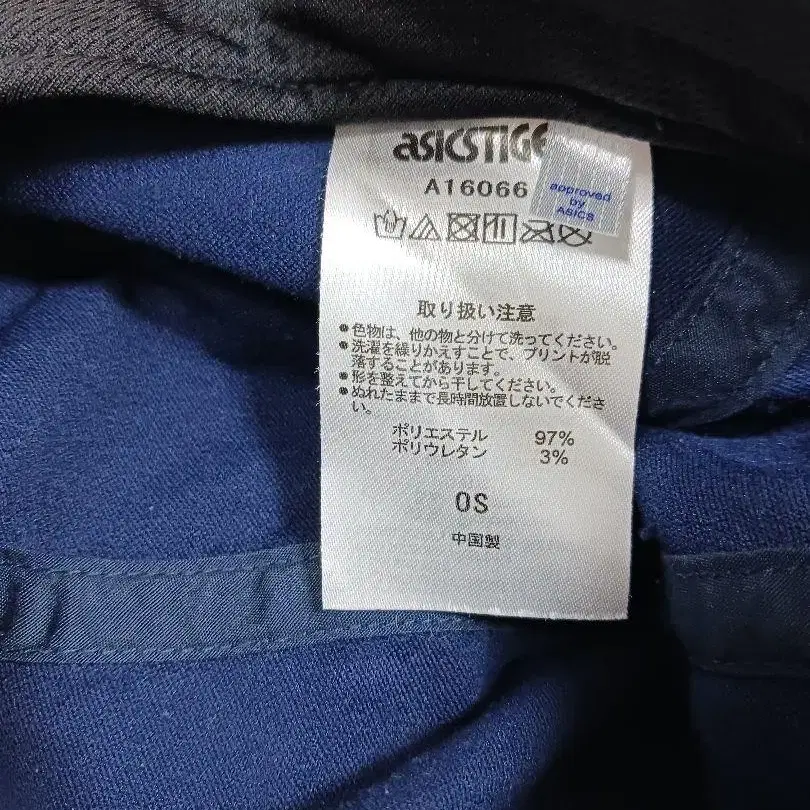 asicsTIGE
A16066
approved
by
ASICS
取り扱い注意
●色物は、他の物と分けて洗ってください。
●洗濯を繰りかえすことで、プリントが脱
落することがあります。
●形を整えてから干してください。
●ぬれたままで長時間放置しないでくださ
い。
ポリエステル 97%
ポリウレタン 3%
OS
中国製